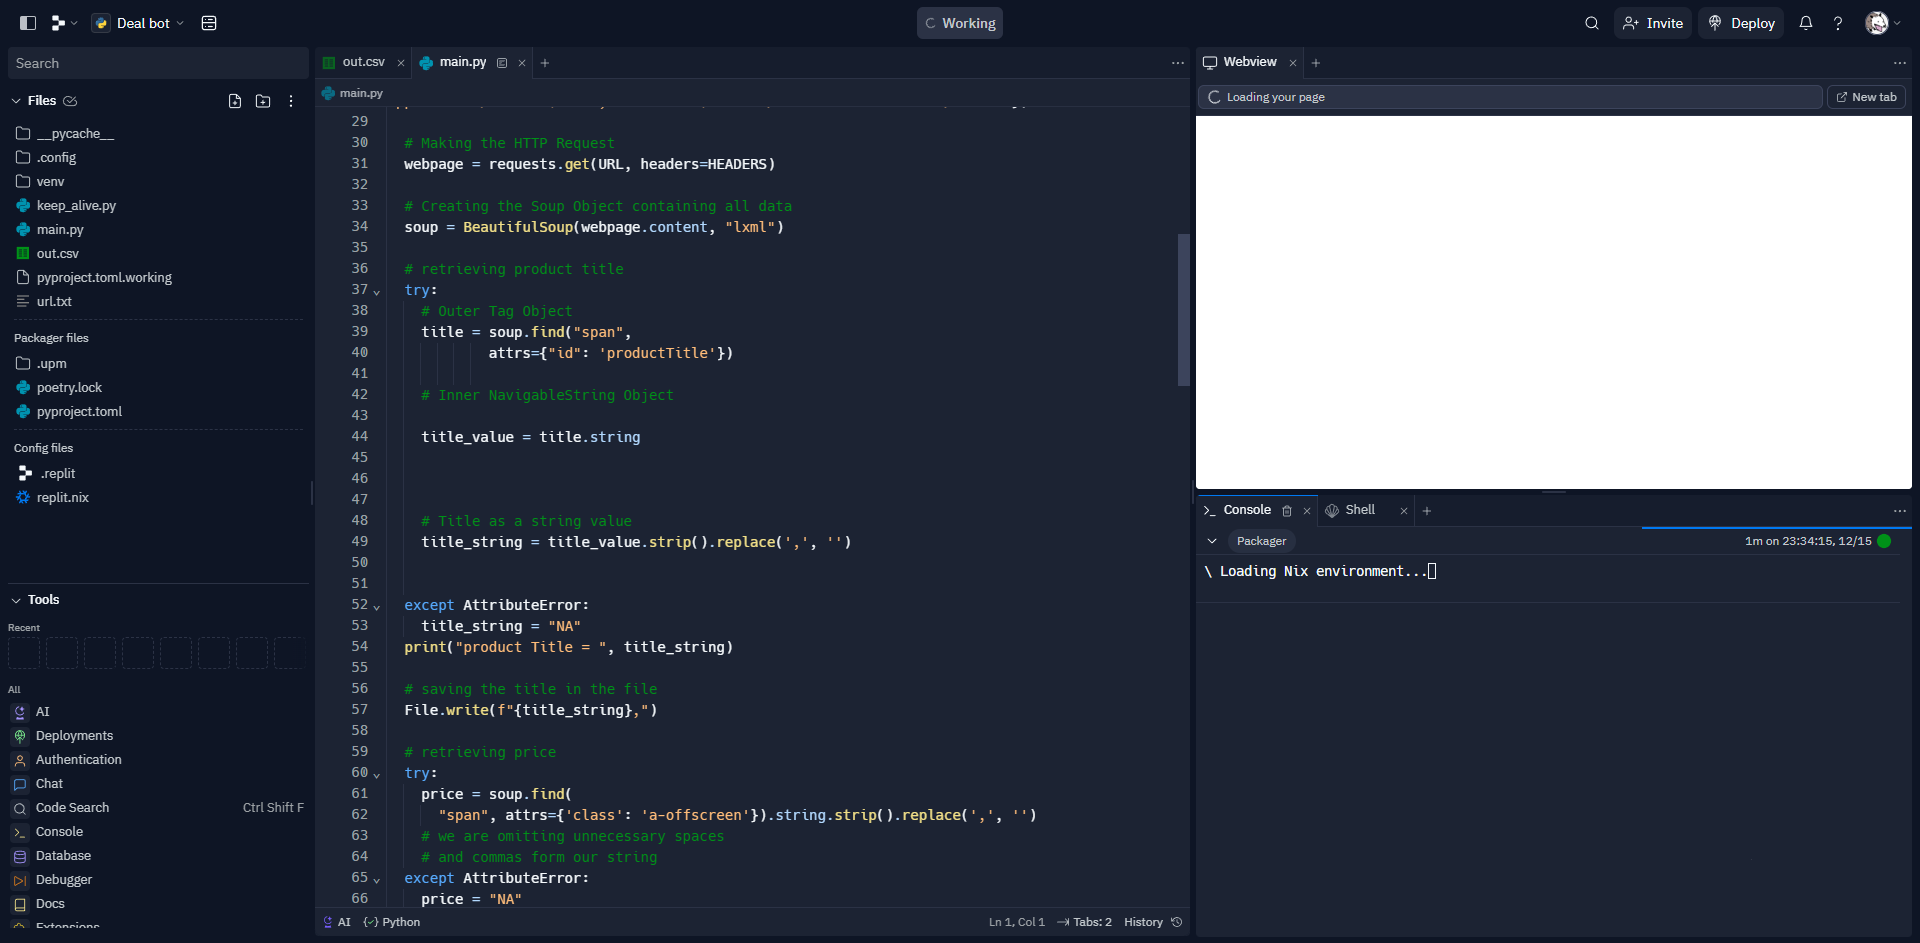 Deal bot
Working
Invite
Deploy
Search
Files
__pycache__
.config
venv
keep_alive.py
main.py
out.csv
pyproject.toml.working
url.txt
Packager files
.upm
poetry.lock
pyproject.toml
Config files
.replit
replit.nix
Tools
Recent
All
AI
Deployments
Authentication
Chat
Code Search Ctrl Shift F
Console
Database
Debugger
Docs
Extensions
out.csv
main.py
main.py
29
30 # Making the HTTP Request
31 webpage = requests.get(URL, headers=HEADERS)
32
33 # Creating the Soup Object containing all data
34 soup = BeautifulSoup(webpage.content, "lxml")
35
36 # retrieving product title
37 try:
38 # Outer Tag Object
39 title = soup.find("span",
40 attrs={"id": 'productTitle'})
41
42 # Inner NavigableString Object
43
44 title_value = title.string
45
46
47
48 # Title as a string value
49 title_string = title_value.strip().replace(',', '')
50
51
52 except AttributeError:
53 title_string = "NA"
54 print("product Title = ", title_string)
55
56 # saving the title in the file
57 File.write(f"{title_string},")
58
59 # retrieving price
60 try:
61 price = soup.find(
62 "span", attrs={'class': 'a-offscreen'}).string.strip().replace(',', '')
63 # we are omitting unnecessary spaces
64 # and commas form our string
65 except AttributeError:
66 price = "NA"
AI
Python
Ln 1, Col 1
Tabs: 2
History
Webview
Loading your page
New tab
Console
Shell
Packager
1m on 23:34:15, 12/15
\ Loading Nix environment...